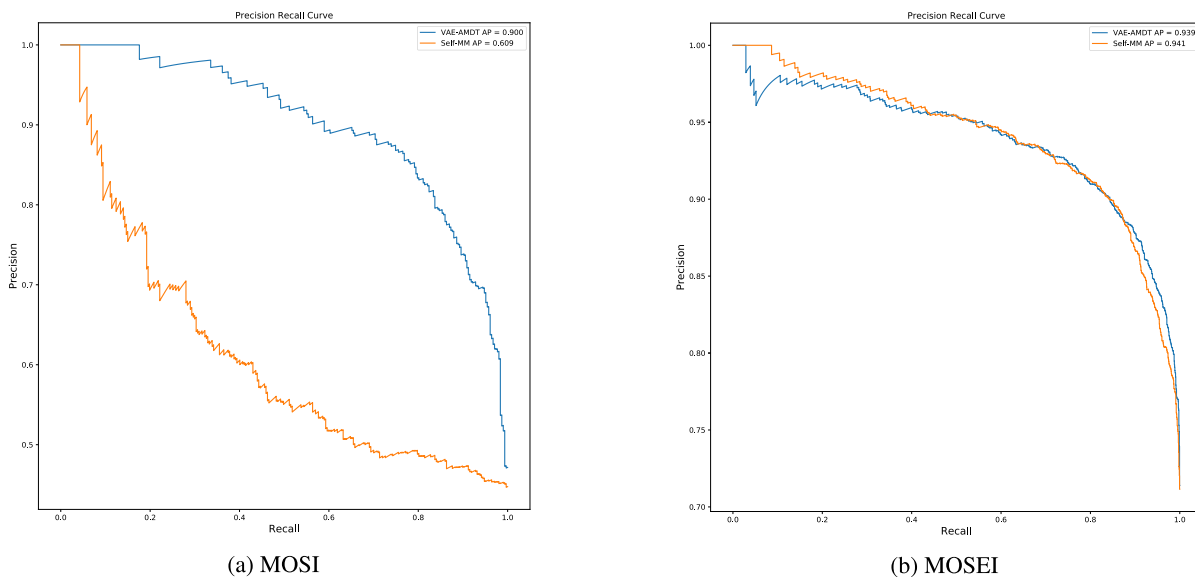 Precision Recall Curve
VAE-AMDT AP = 0.900
Self-MM AP = 0.609
1.0
0.9
0.8
0.7
0.6
0.5
Precision
0.0 0.2 0.4 0.6 0.8 1.0
Recall
(a) MOSI
Precision Recall Curve
VAE-AMDT AP = 0.939
Self-MM AP = 0.941
1.00
0.95
0.90
0.85
0.80
0.75
0.70
Precision
0.0 0.2 0.4 0.6 0.8 1.0
Recall
(b) MOSEI